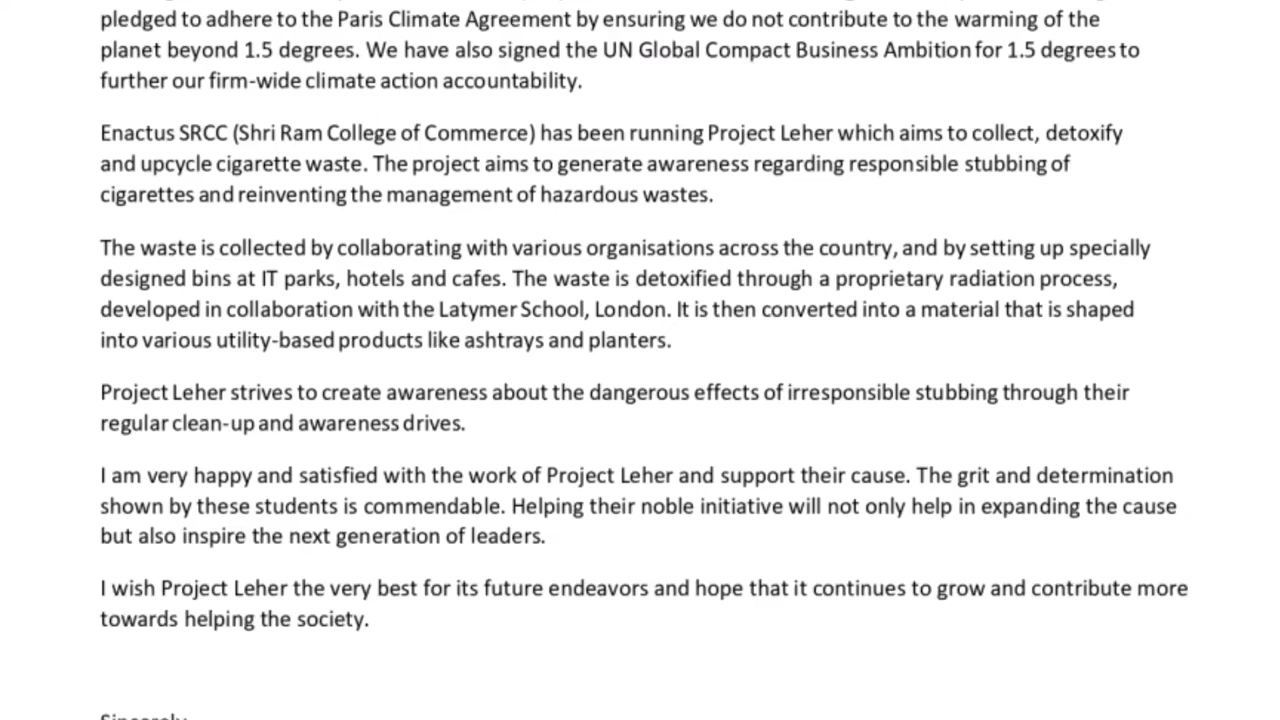 pledged to adhere to the Paris Climate Agreement by ensuring we do not contribute to the warming of the
planet beyond 1.5 degrees. We have also signed the UN Global Compact Business Ambition for 1.5 degrees to
further our firm-wide climate action accountability.
Enactus SRCC (Shri Ram College of Commerce) has been running Project Leher which aims to collect, detoxify
and upcycle cigarette waste. The project aims to generate awareness regarding responsible stubbing of
cigarettes and reinventing the management of hazardous wastes.
The waste is collected by collaborating with various organisations across the country, and by setting up specially
designed bins at IT parks, hotels and cafes. The waste is detoxified through a proprietary radiation process,
developed in collaboration with the Latymer School, London. It is then converted into a material that is shaped
into various utility-based products like ashtrays and planters.
Project Leher strives to create awareness about the dangerous effects of irresponsible stubbing through their
regular clean-up and awareness drives.
I am very happy and satisfied with the work of Project Leher and support their cause. The grit and determination
shown by these students is commendable. Helping their noble initiative will not only help in expanding the cause
but also inspire the next generation of leaders.
I wish Project Leher the very best for its future endeavors and hope that it continues to grow and contribute more
towards helping the society.